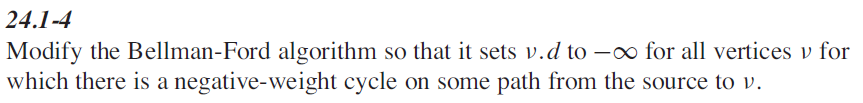 24.1-4
Modify the Bellman-Ford algorithm so that it sets ν.d to −∞ for all vertices ν for
which there is a negative-weight cycle on some path from the source to ν.